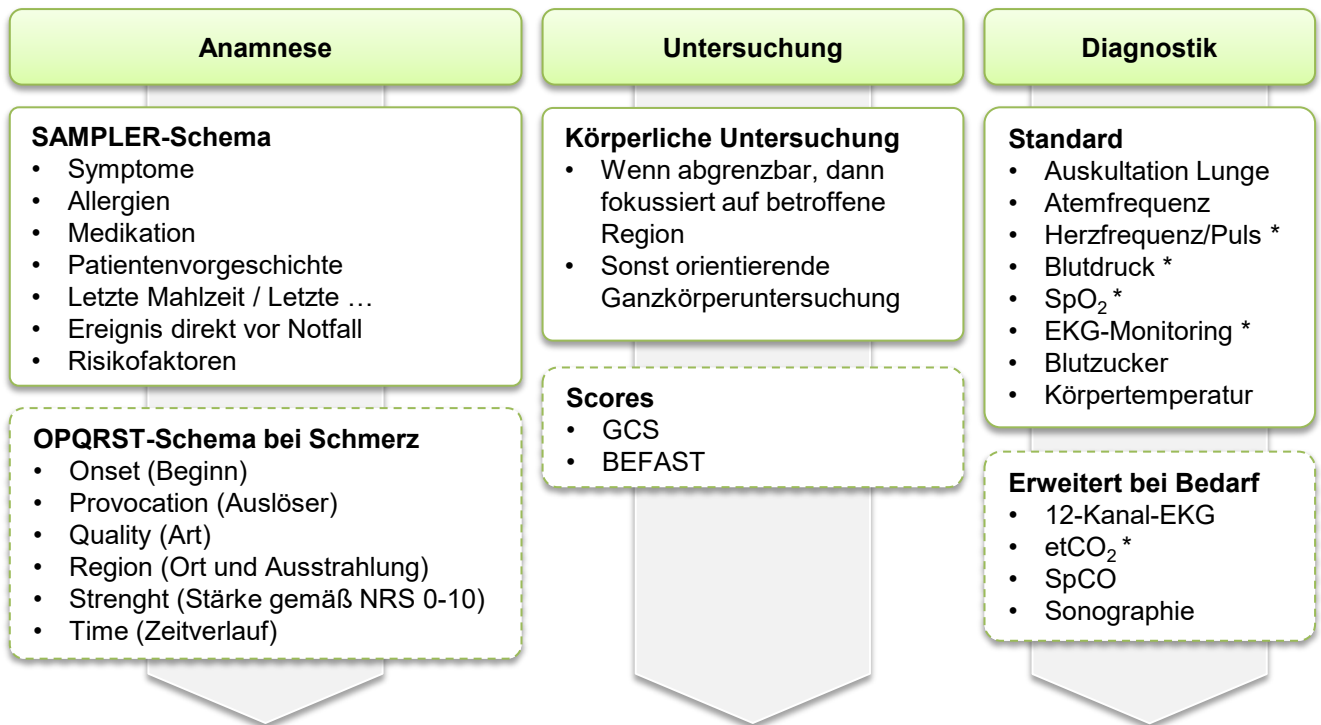 Anamnese
SAMPLER-Schema
• Symptome
• Allergien
• Medikation
• Patientenvorgeschichte
• Letzte Mahlzeit / Letzte …
• Ereignis direkt vor Notfall
• Risikofaktoren
OPQRST-Schema bei Schmerz
• Onset (Beginn)
• Provocation (Auslöser)
• Quality (Art)
• Region (Ort und Ausstrahlung)
• Strenght (Stärke gemäß NRS 0-10)
• Time (Zeitverlauf)
Untersuchung
Körperliche Untersuchung
• Wenn abgrenzbar, dann
fokussiert auf betroffene
Region
• Sonst orientierende
Ganzkörperuntersuchung
Scores
• GCS
• BEFAST
Diagnostik
Standard
• Auskultation Lunge
• Atemfrequenz
• Herzfrequenz/Puls *
• Blutdruck *
• SpO₂ *
• EKG-Monitoring *
• Blutzucker
• Körpertemperatur
Erweitert bei Bedarf
• 12-Kanal-EKG
• etCO₂ *
• SpCO
• Sonographie